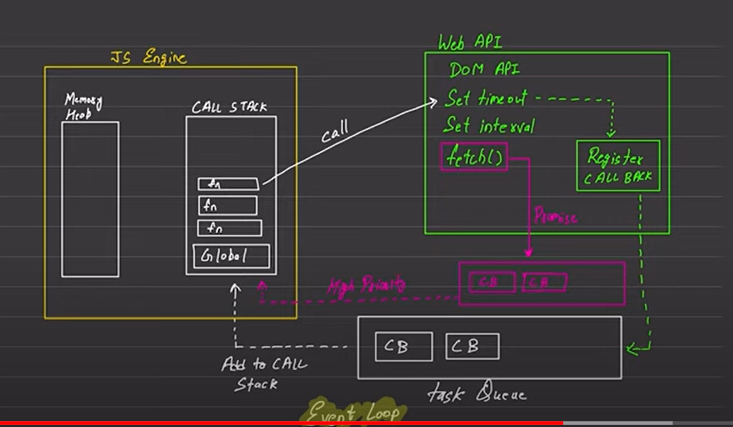 JS Engine
Memory
Heap
CALL STACK
fn
fn
fn
Global
call
Web API
DOM API
Set timeout
Set interval
fetch()
Register
CALL BACK
Promise
High Priority
CB
CB
CB
CB
Add to CALL
Stack
task Queue
Event Loop